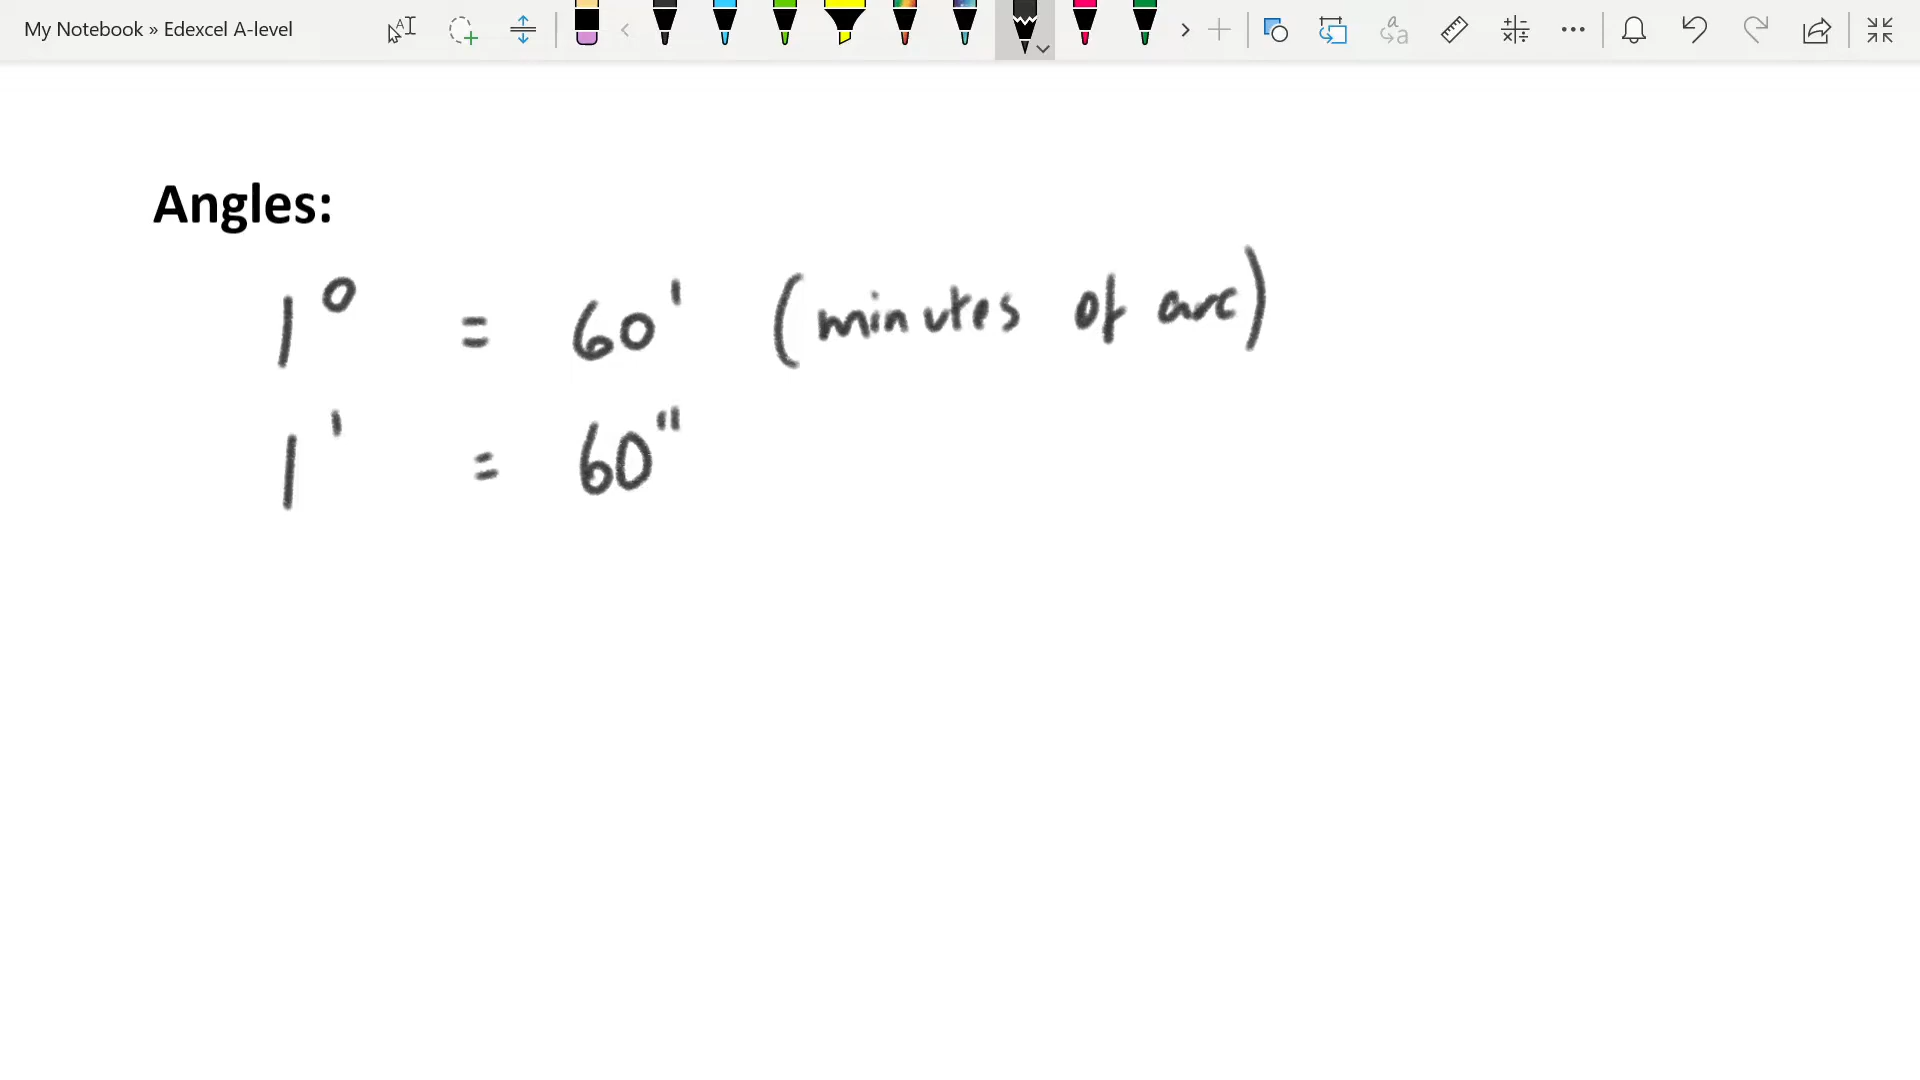 My Notebook » Edexcel A-level
Angles:
1° = 60' (minutes of arc)
1' = 60"